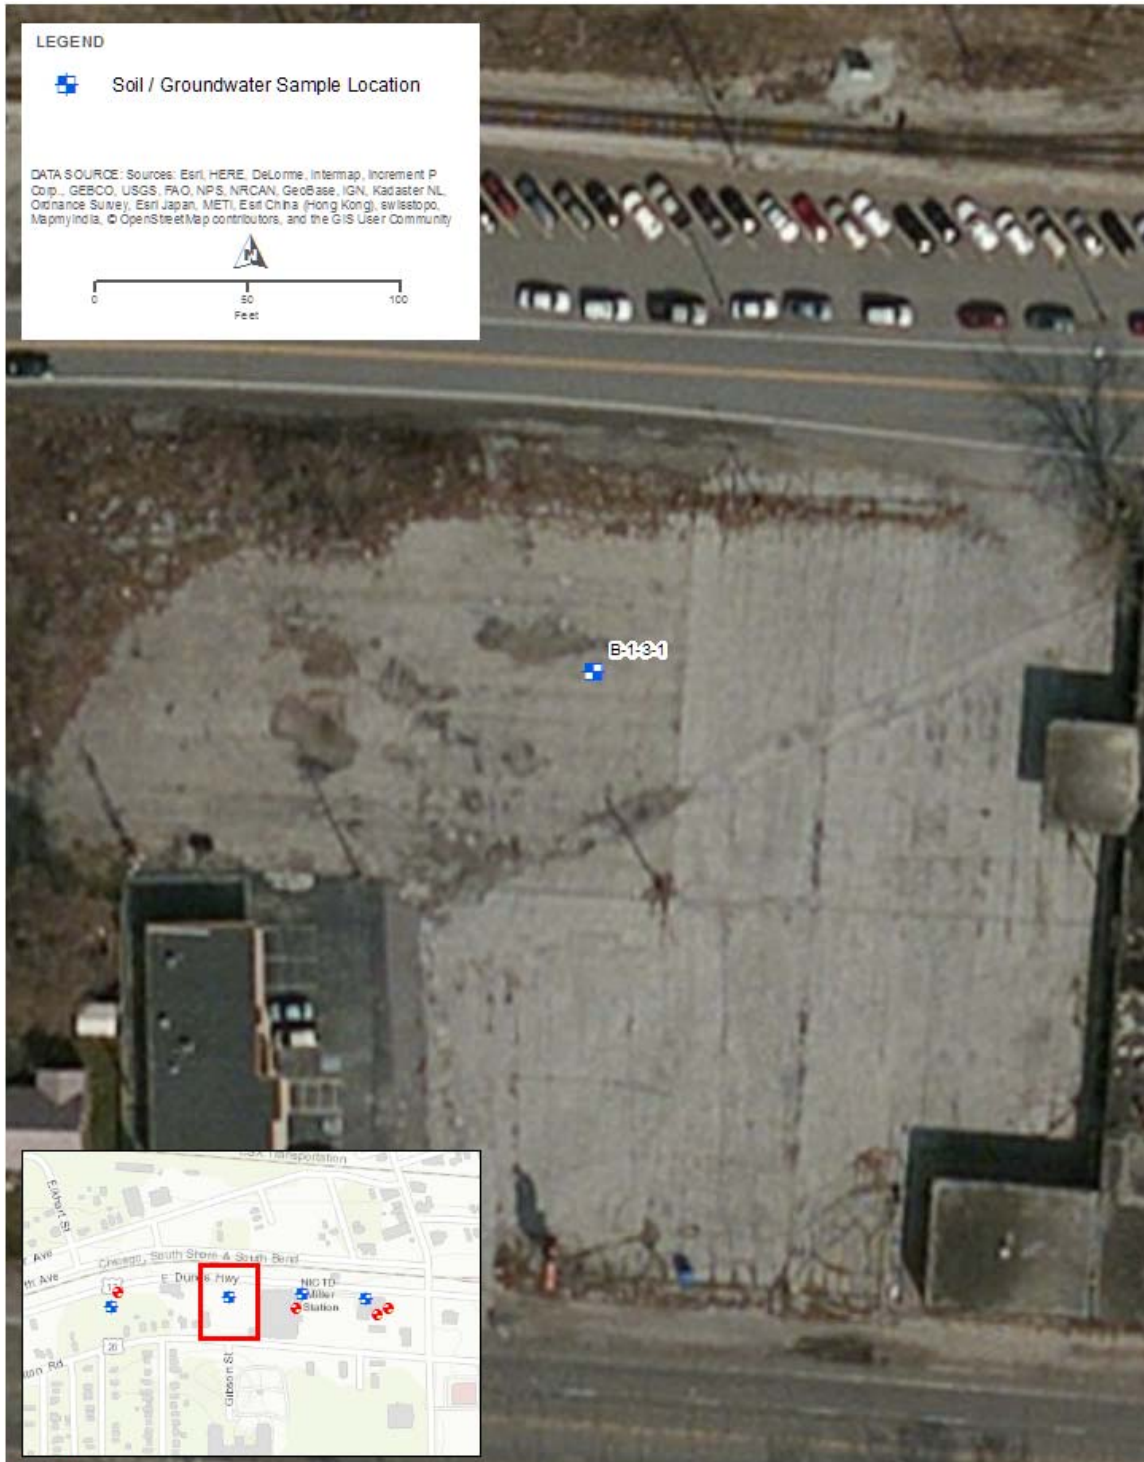 LEGEND
Soil / Groundwater Sample Location
DATA SOURCE: Sources: Esri, HERE, DeLorme, Intermap, Increment P
Corp., GEBCO, USGS, FAO, NPS, NRCAN, GeoBase, IGN, Kadaster NL,
Ordnance Survey, Esri Japan, METI, Esri China (Hong Kong), swisstopo,
MapmyIndia, © OpenStreetMap contributors, and the GIS User Community
N
0 50 100
Feet
B-1-3-1
Transportation
Elkhart St
Ave
Chicago, South Shore & South Bend
th Ave
12
E Dunes Hwy
NICTD
Miller
Station
20
ton Rd
Gibson St